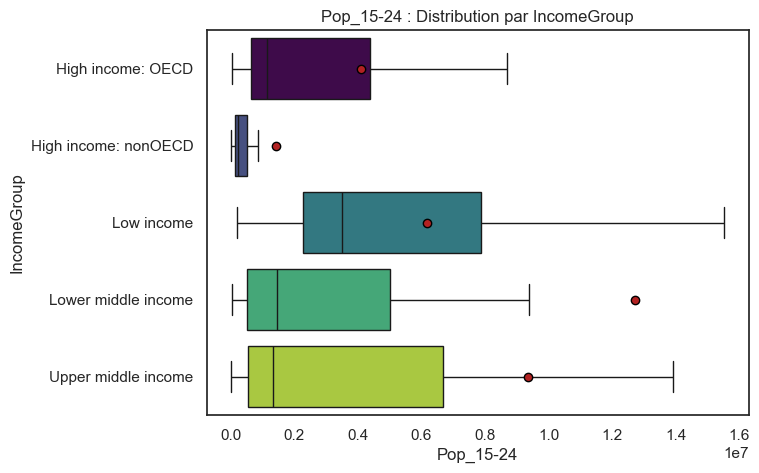 Pop_15-24 : Distribution par IncomeGroup
High income: OECD
High income: nonOECD
Low income
Lower middle income
Upper middle income
IncomeGroup
0.0 0.2 0.4 0.6 0.8 1.0 1.2 1.4 1.6
1e7
Pop_15-24